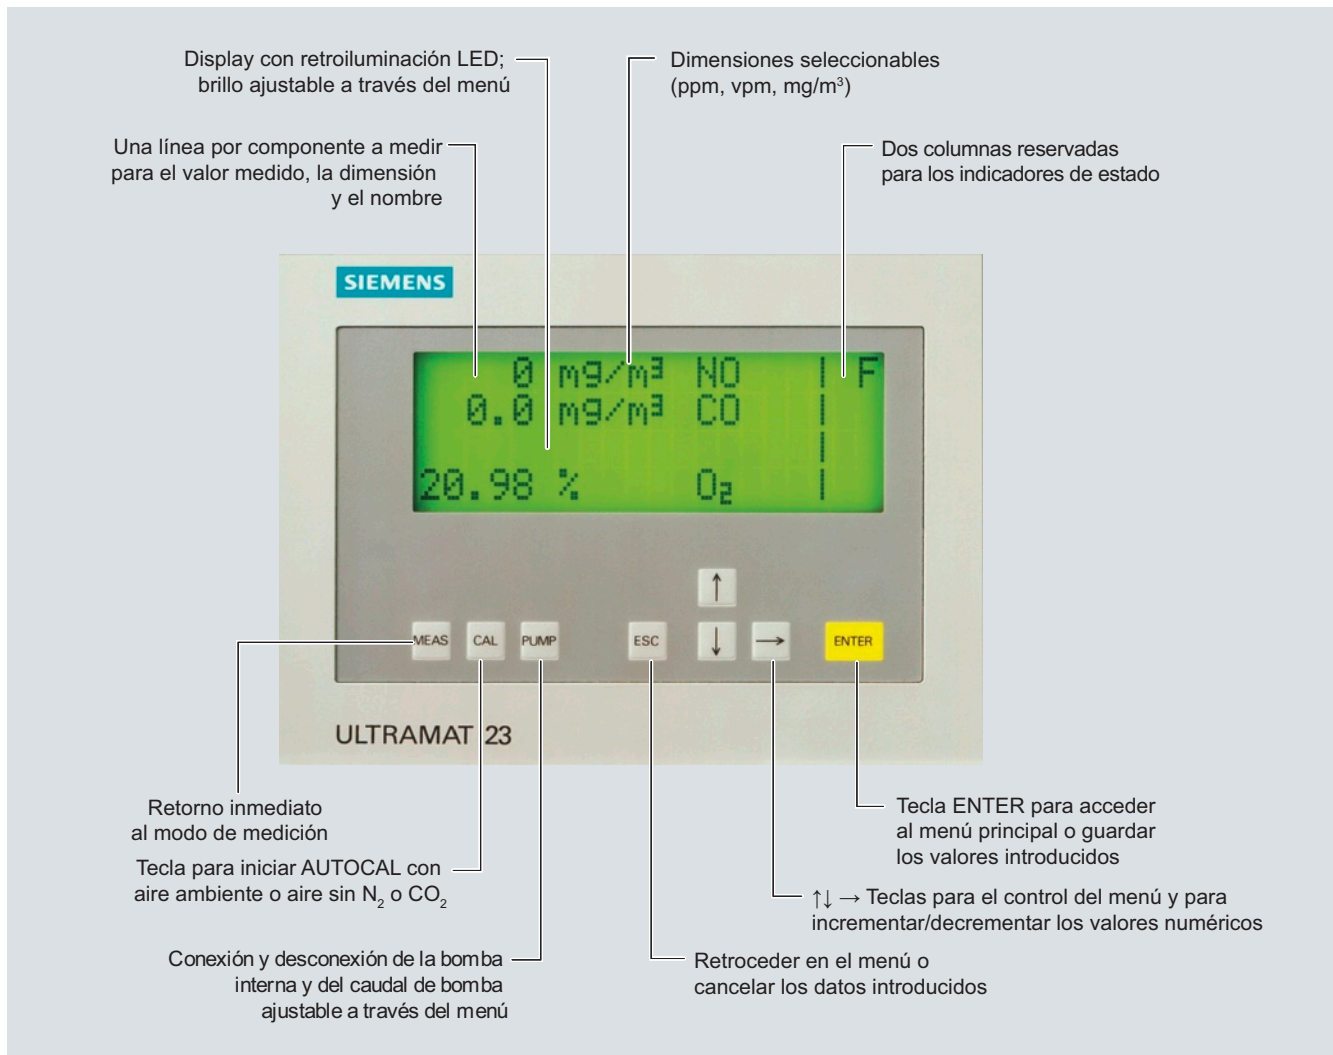 Display con retroiluminación LED;
brillo ajustable a través del menú
Dimensiones seleccionables
(ppm, vpm, mg/m³)
Una línea por componente a medir
para el valor medido, la dimensión
y el nombre
Dos columnas reservadas
para los indicadores de estado
SIEMENS
0 mg/m³ NO | F
0.0 mg/m³ CO |
|
20.98 % O₂ |
↑
MEAS CAL PUMP ESC ↓ → ENTER
ULTRAMAT 23
Retorno inmediato
al modo de medición
Tecla para iniciar AUTOCAL con
aire ambiente o aire sin N₂ o CO₂
Conexión y desconexión de la bomba
interna y del caudal de bomba
ajustable a través del menú
Tecla ENTER para acceder
al menú principal o guardar
los valores introducidos
↑↓ → Teclas para el control del menú y para
incrementar/decrementar los valores numéricos
Retroceder en el menú o
cancelar los datos introducidos